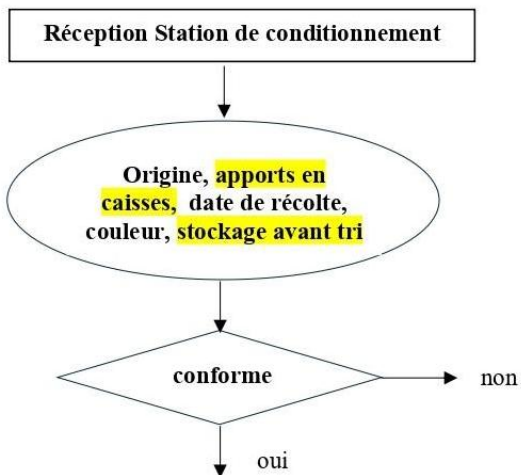 Réception Station de conditionnement
Origine, apports en
caisses, date de récolte,
couleur, stockage avant tri
conforme
non
oui